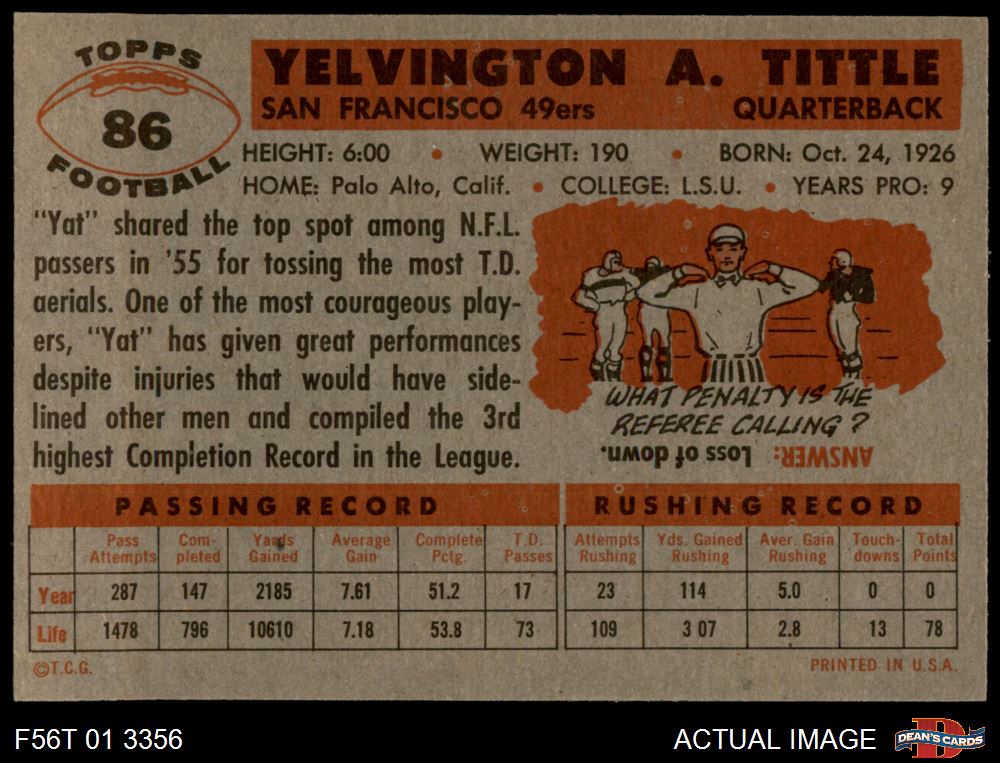 TOPPS
86
FOOTBALL
YELVINGTON A. TITTLE
SAN FRANCISCO 49ers QUARTERBACK
HEIGHT: 6:00 • WEIGHT: 190 • BORN: Oct. 24, 1926
HOME: Palo Alto, Calif. • COLLEGE: L.S.U. • YEARS PRO: 9
"Yat" shared the top spot among N.F.L.
passers in '55 for tossing the most T.D.
aerials. One of the most courageous play-
ers, "Yat" has given great performances
despite injuries that would have side-
lined other men and compiled the 3rd
highest Completion Record in the League.
WHAT PENALTY IS THE
REFEREE CALLING?
ANSWER: Loss of down.
PASSING RECORD
Pass Attempts Com-pleted Yards Gained Average Gain Complete Pctg. T.D. Passes
Year 287 147 2185 7.61 51.2 17
Life 1478 796 10610 7.18 53.8 73
RUSHING RECORD
Attempts Rushing Yds. Gained Rushing Aver. Gain Rushing Touch-downs Total Points
23 114 5.0 0 0
109 3 07 2.8 13 78
©T.C.G. PRINTED IN U.S.A.
F56T 01 3356 ACTUAL IMAGE DEAN'S CARDS